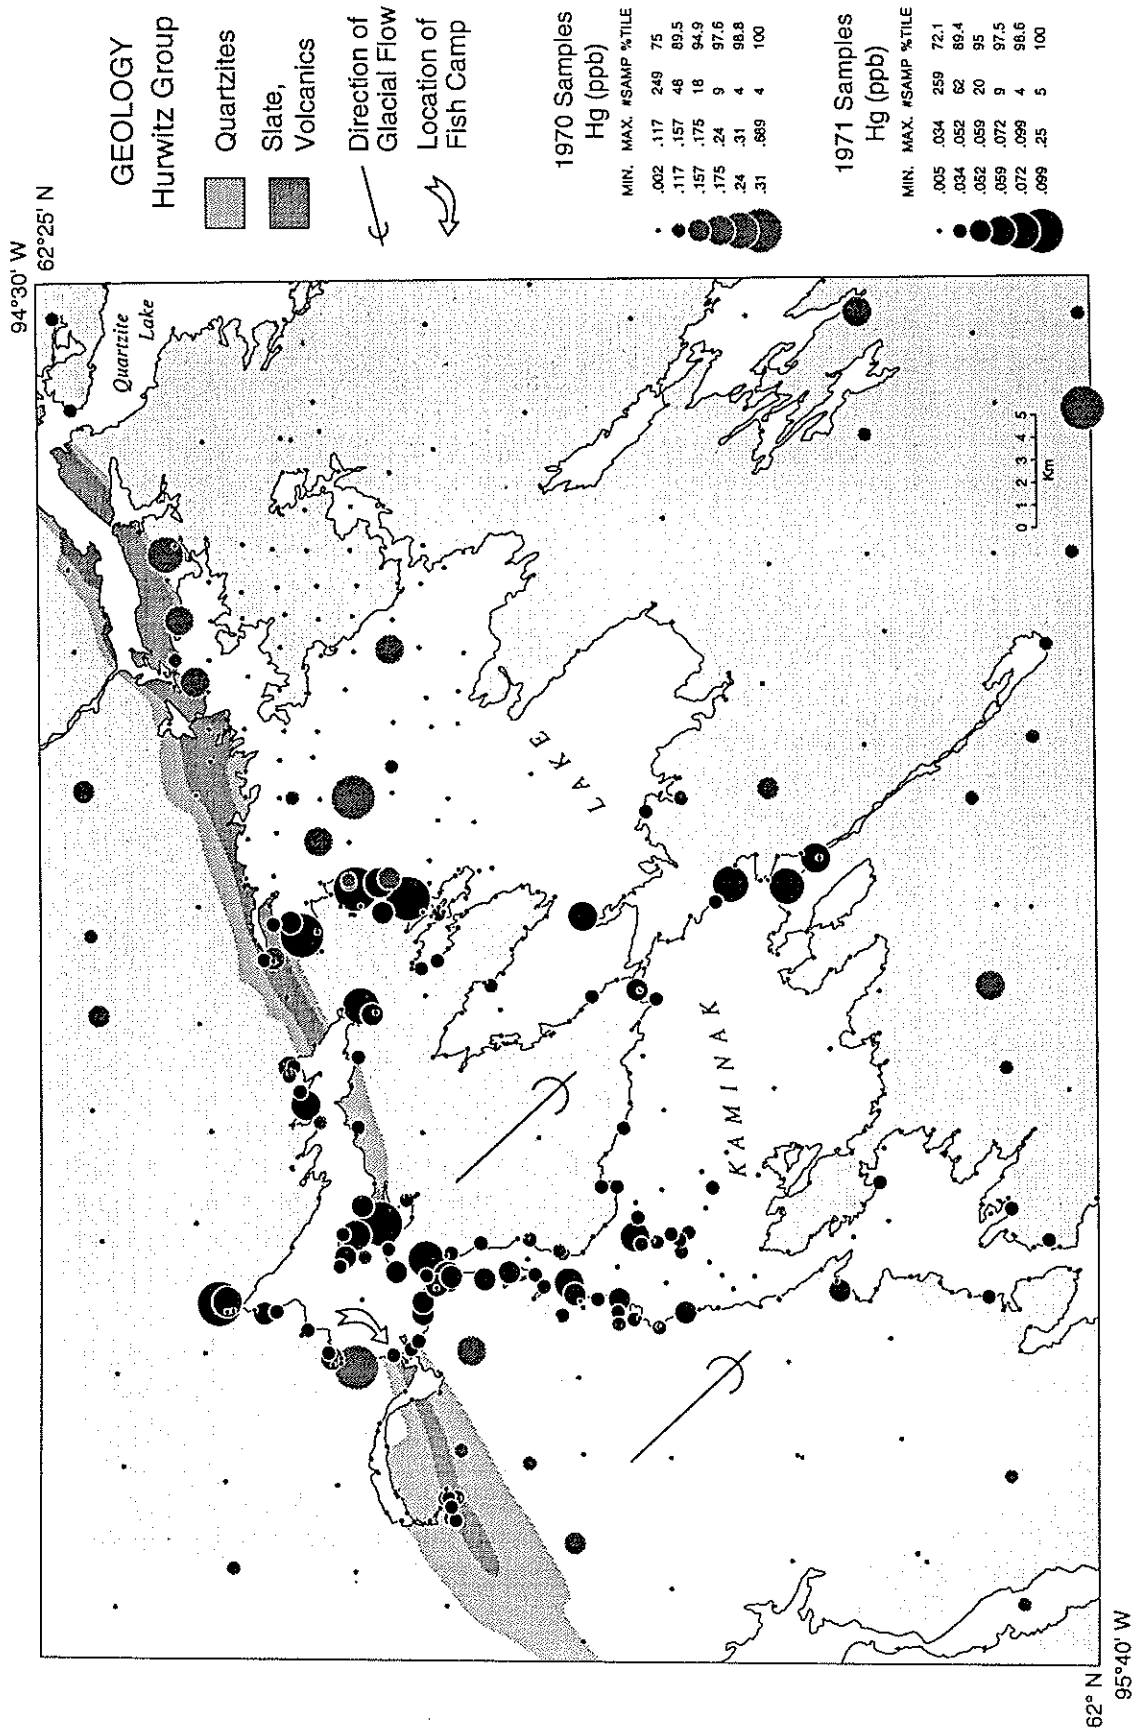 94°30' W
62°25' N
Quartzite
Lake
LAKE
KAMINAK
0 1 2 3 4 5
Km
62° N
95°40' W
GEOLOGY
Hurwitz Group
Quartzites
Slate,
Volcanics
Direction of
Glacial Flow
Location of
Fish Camp
1970 Samples
Hg (ppb)
MIN. MAX. #SAMP %TILE
.002 .117 249 75
.117 .157 48 89.5
.157 .175 18 94.9
.175 .24 9 97.6
.24 .31 4 98.8
.31 .689 4 100
1971 Samples
Hg (ppb)
MIN. MAX. #SAMP %TILE
.005 .034 259 72.1
.034 .052 62 89.4
.052 .059 20 95
.059 .072 9 97.5
.072 .099 4 98.6
.099 .25 5 100